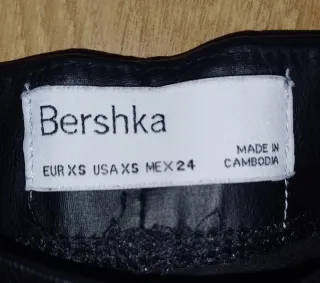 Bershka
MADE IN
EUR XS USA XS MEX 24 CAMBODIA